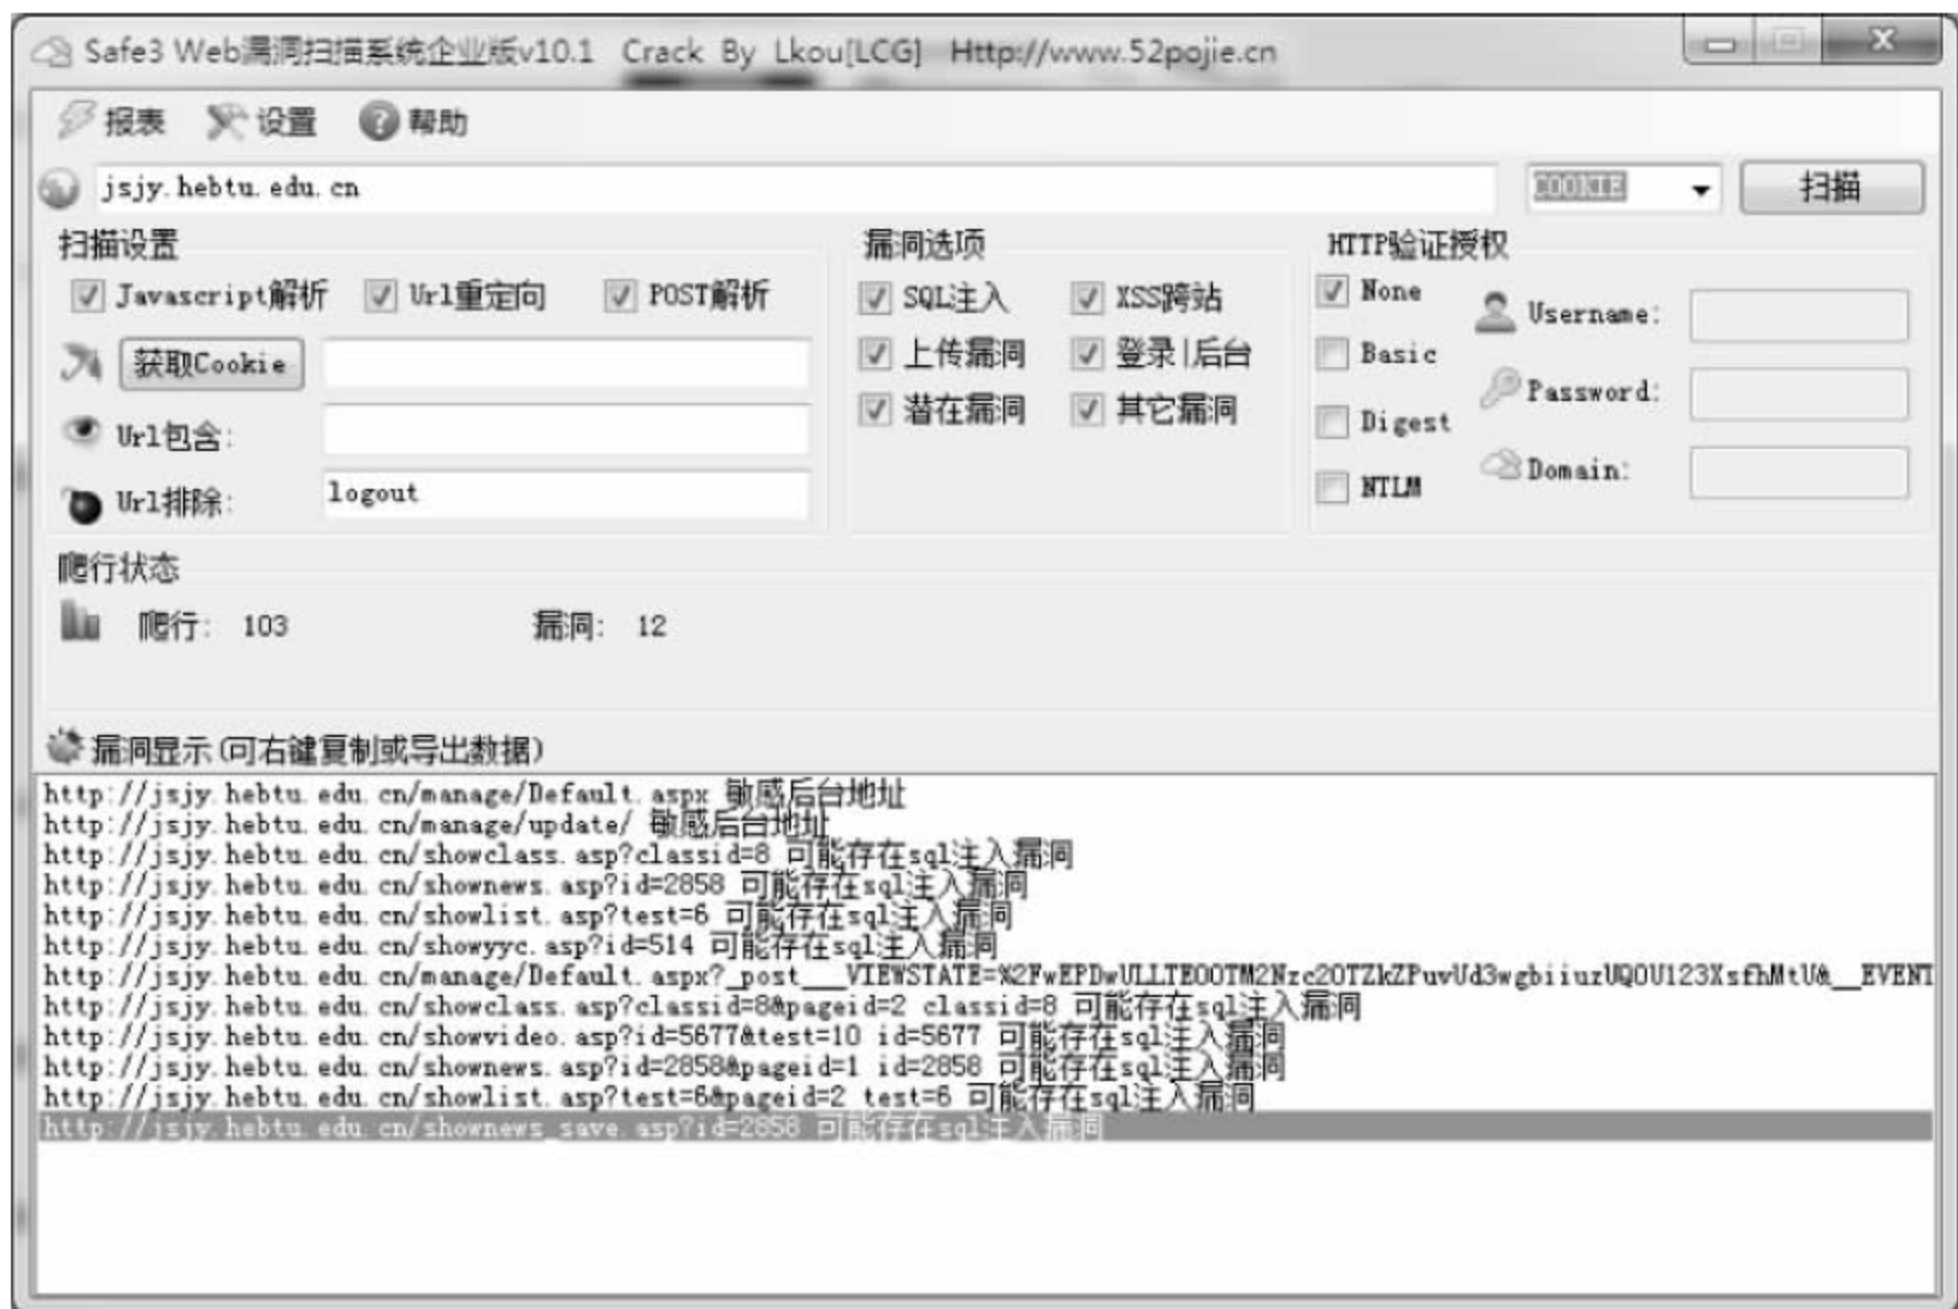 Safe3 Web漏洞扫描系统企业版v10.1 Crack By Lkou[LCG] Http://www.52pojie.cn
报表 设置 帮助
jsjy.hebtu.edu.cn COOKIE 扫描
扫描设置 漏洞选项 HTTP验证授权
Javascript解析 Url重定向 POST解析 SQL注入 XSS跨站 None Username:
获取Cookie 上传漏洞 登录|后台 Basic Password:
Url包含: 潜在漏洞 其它漏洞 Digest
Url排除: logout NTLM Domain:
爬行状态
爬行: 103 漏洞: 12
漏洞显示(可右键复制或导出数据)
http://jsjy.hebtu.edu.cn/manage/Default.aspx 敏感后台地址
http://jsjy.hebtu.edu.cn/manage/update/ 敏感后台地址
http://jsjy.hebtu.edu.cn/showclass.asp?classid=8 可能存在sql注入漏洞
http://jsjy.hebtu.edu.cn/shownews.asp?id=2858 可能存在sql注入漏洞
http://jsjy.hebtu.edu.cn/showlist.asp?test=6 可能存在sql注入漏洞
http://jsjy.hebtu.edu.cn/showyyc.asp?id=514 可能存在sql注入漏洞
http://jsjy.hebtu.edu.cn/manage/Default.aspx?_post___VIEWSTATE=
http://jsjy.hebtu.edu.cn/showclass.asp?classid=8&pageid=2 classid=8 可能存在sql注入漏洞
http://jsjy.hebtu.edu.cn/showvideo.asp?id=5677&test=10 id=5677 可能存在sql注入漏洞
http://jsjy.hebtu.edu.cn/shownews.asp?id=2858&pageid=1 id=2858 可能存在sql注入漏洞
http://jsjy.hebtu.edu.cn/showlist.asp?test=6&pageid=2 test=6 可能存在sql注入漏洞
http://jsjy.hebtu.edu.cn/shownews_save.asp?id=2858 可能存在sql注入漏洞